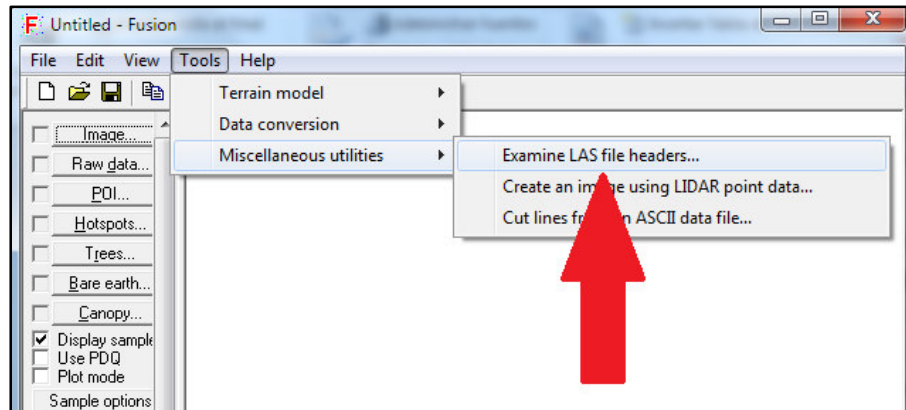 Untitled - Fusion
File Edit View Tools Help
Terrain model
Data conversion
Miscellaneous utilities
Examine LAS file headers...
Create an image using LIDAR point data...
Cut lines from an ASCII data file...
Image...
Raw data...
POI...
Hotspots...
Trees...
Bare earth...
Canopy...
Display sample
Use PDQ
Plot mode
Sample options